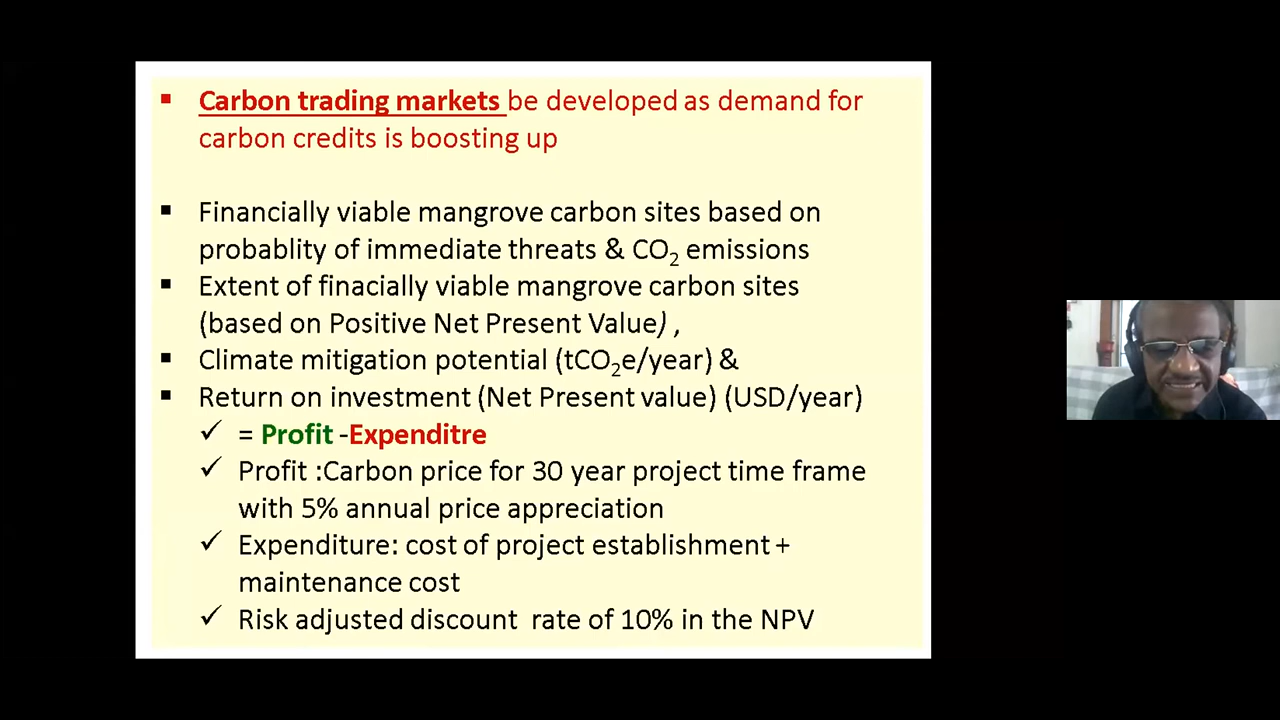 ▪ Carbon trading markets be developed as demand for
carbon credits is boosting up
▪ Financially viable mangrove carbon sites based on
probablity of immediate threats & CO₂ emissions
▪ Extent of finacially viable mangrove carbon sites
(based on Positive Net Present Value) ,
▪ Climate mitigation potential (tCO₂e/year) &
▪ Return on investment (Net Present value) (USD/year)
✓ = Profit -Expenditre
✓ Profit :Carbon price for 30 year project time frame
with 5% annual price appreciation
✓ Expenditure: cost of project establishment +
maintenance cost
✓ Risk adjusted discount rate of 10% in the NPV